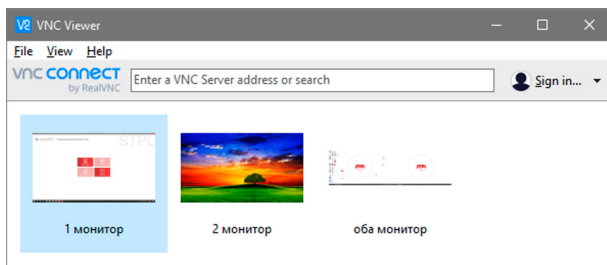 VNC Viewer
File View Help
VNC CONNECT
by RealVNC
Enter a VNC Server address or search
Sign in...
STPL
1 монитор
2 монитор
оба монитор